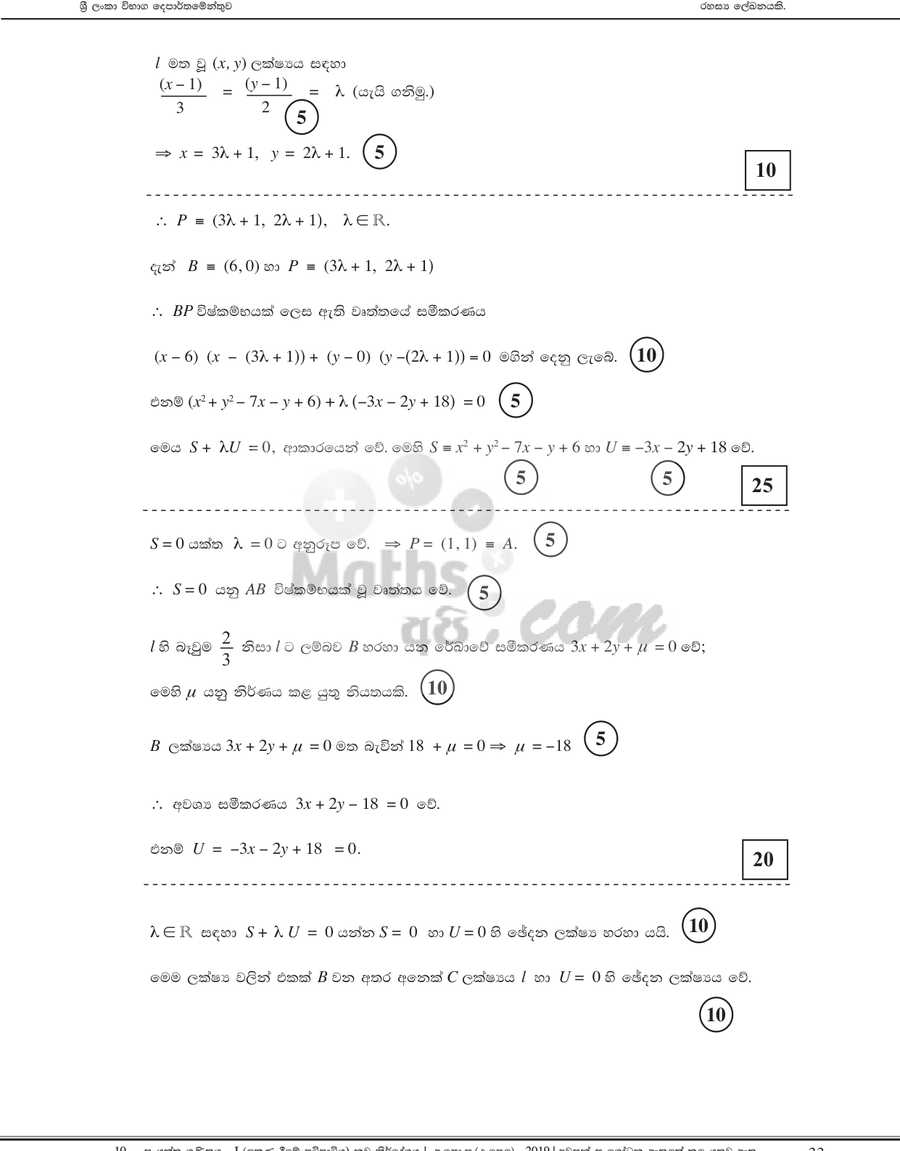 ශ්‍රී ලංකා විභාග දෙපාර්තමේන්තුව රහස්‍ය ලේඛනයකි.
l මත වූ (x, y) ලක්ෂ්‍යය සඳහා
(x – 1)/3 = (y – 1)/2 = λ (යැයි ගනිමු.) 5
⇒ x = 3λ + 1, y = 2λ + 1. 5
10
∴ P ≡ (3λ + 1, 2λ + 1), λ ∈ ℝ.
දැන් B ≡ (6, 0) හා P ≡ (3λ + 1, 2λ + 1)
∴ BP විෂ්කම්භයක් ලෙස ඇති වෘත්තයේ සමීකරණය
(x – 6) (x – (3λ + 1)) + (y – 0) (y –(2λ + 1)) = 0 මගින් දෙනු ලැබේ. 10
එනම් (x² + y² – 7x – y + 6) + λ (–3x – 2y + 18) = 0 5
මෙය S + λU = 0, ආකාරයෙන් වේ. මෙහි S ≡ x² + y² – 7x – y + 6 හා U ≡ –3x – 2y + 18 වේ.
5 5
25
S = 0 යක්ත λ = 0 ට අනුරූප වේ. ⇒ P = (1, 1) ≡ A. 5
∴ S = 0 යනු AB විෂ්කම්භයක් වූ වෘත්තය වේ. 5
Maths
අපි .com
l හි බෑවුම 2/3 නිසා l ට ලම්බව B හරහා යන රේඛාවේ සමීකරණය 3x + 2y + μ = 0 වේ;
මෙහි μ යනු නිර්ණය කළ යුතු නියතයකි. 10
B ලක්ෂ්‍යය 3x + 2y + μ = 0 මත බැවින් 18 + μ = 0 ⇒ μ = –18 5
∴ අවශ්‍ය සමීකරණය 3x + 2y – 18 = 0 වේ.
එනම් U = –3x – 2y + 18 = 0.
20
λ ∈ ℝ සඳහා S + λ U = 0 යන්න S = 0 හා U = 0 හි ඡේදන ලක්ෂ්‍ය හරහා යයි. 10
මෙම ලක්ෂ්‍ය වලින් එකක් B වන අතර අනෙක් C ලක්ෂ්‍යය l හා U = 0 හි ඡේදන ලක්ෂ්‍යය වේ.
10